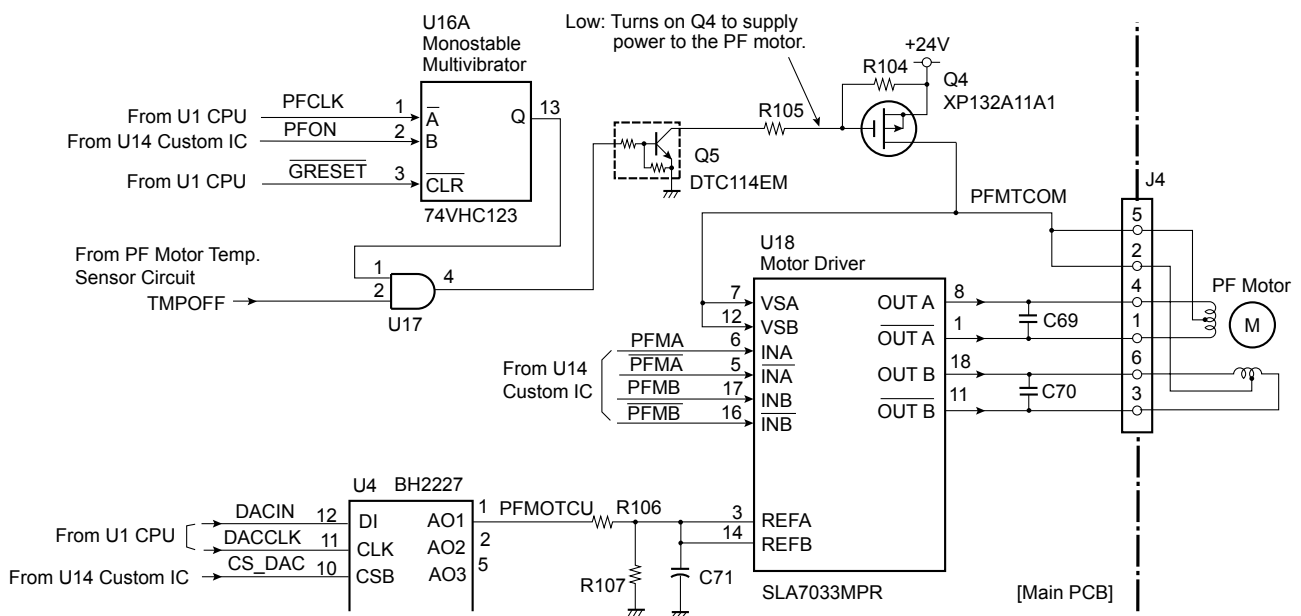 U16A
Monostable
Multivibrator
Low: Turns on Q4 to supply
power to the PF motor.
+24V
R104
Q4
XP132A11A1
From U1 CPU
PFCLK
1
A
Q
13
From U14 Custom IC
PFON
2
B
From U1 CPU
GRESET
3
CLR
74VHC123
R105
Q5
DTC114EM
PFMTCOM
J4
From PF Motor Temp.
Sensor Circuit
TMPOFF
1
2
4
U17
U18
Motor Driver
7
VSA
12
VSB
From U14
Custom IC
PFMA
6
INA
PFMA
5
INA
PFMB
17
INB
PFMB
16
INB
OUT A
8
OUT A
1
OUT B
18
OUT B
11
C69
C70
5
2
4
1
6
3
PF Motor
M
U4
BH2227
From U1 CPU
DACIN
12
DI
DACCLK
11
CLK
From U14 Custom IC
CS_DAC
10
CSB
AO1
1
AO2
2
AO3
5
PFMOTCU
R106
R107
C71
3
REFA
14
REFB
SLA7033MPR
[Main PCB]